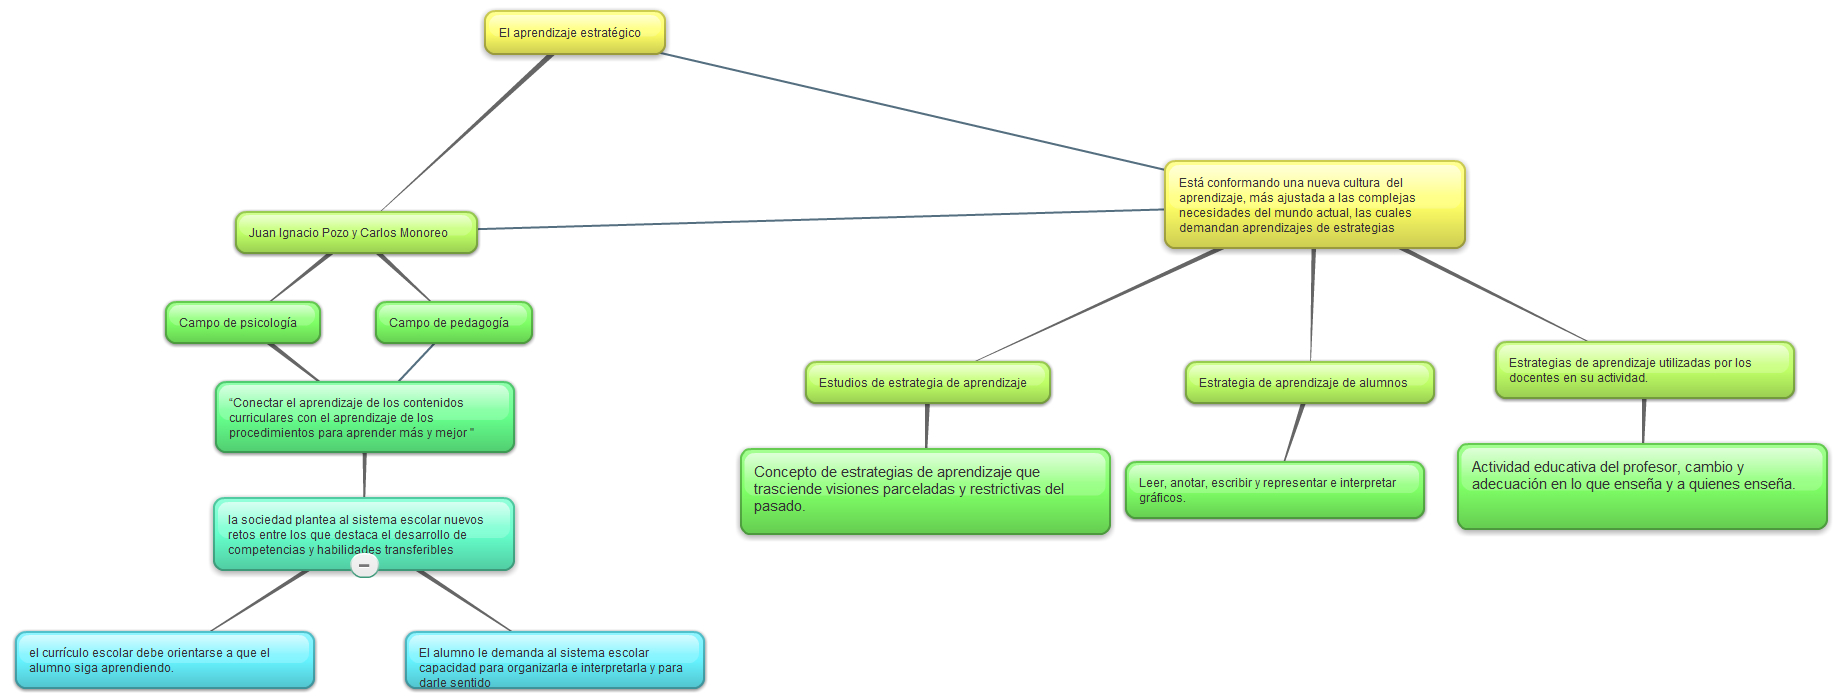 El aprendizaje estratégico
Está conformando una nueva cultura  del
aprendizaje, más ajustada a las complejas
necesidades del mundo actual, las cuales
demandan aprendizajes de estrategias
Juan Ignacio Pozo y Carlos Monoreo
Campo de psicología
Campo de pedagogía
“Conectar el aprendizaje de los contenidos
curriculares con el aprendizaje de los
procedimientos para aprender más y mejor "
la sociedad plantea al sistema escolar nuevos
retos entre los que destaca el desarrollo de
competencias y habilidades transferibles
el currículo escolar debe orientarse a que el
alumno siga aprendiendo.
El alumno le demanda al sistema escolar
capacidad para organizarla e interpretarla y para
darle sentido
Estudios de estrategia de aprendizaje
Concepto de estrategias de aprendizaje que
trasciende visiones parceladas y restrictivas del
pasado.
Estrategia de aprendizaje de alumnos
Leer, anotar, escribir y representar e interpretar
gráficos.
Estrategias de aprendizaje utilizadas por los
docentes en su actividad.
Actividad educativa del profesor, cambio y
adecuación en lo que enseña y a quienes enseña.